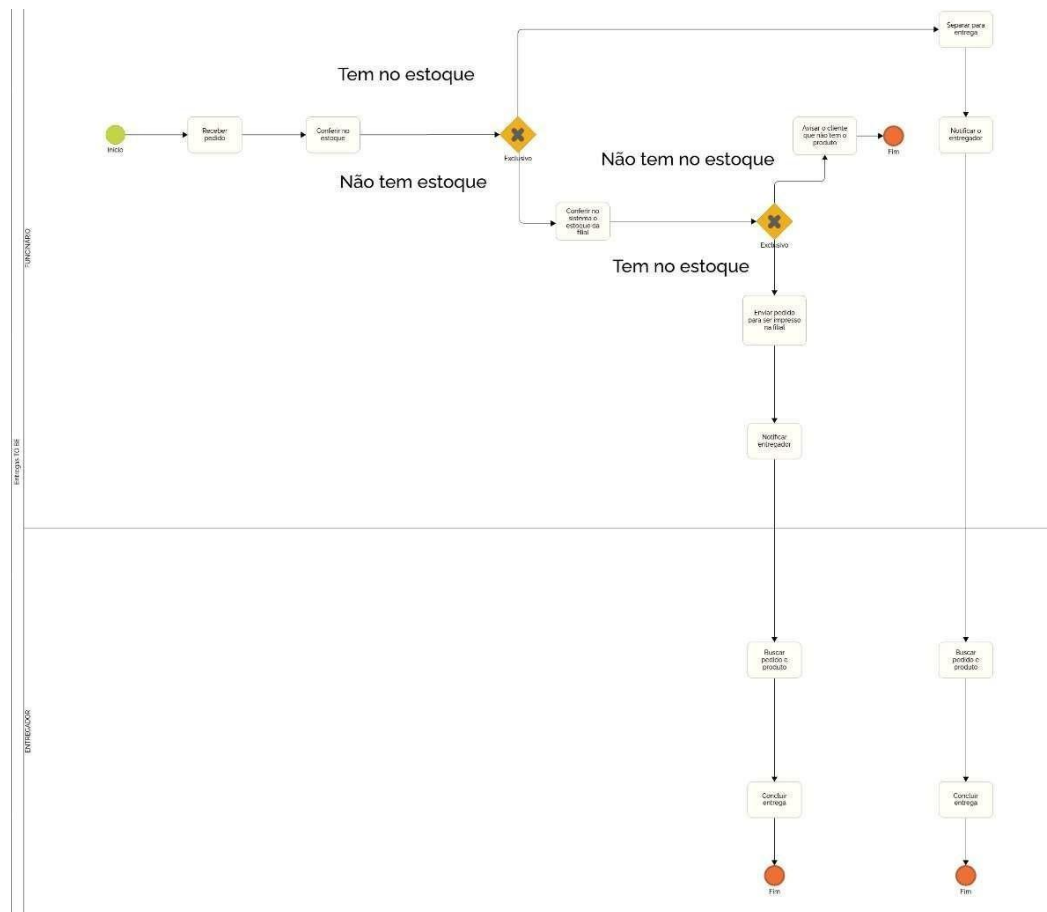 Separar para
entrega
Tem no estoque
Receber
pedido
Conferir no
estoque
Início
Exclusivo
Avisar o cliente
que não tem o
produto
Fim
Notificar o
entregador
Não tem no estoque
Não tem estoque
Conferir no
sistema o
estoque da
filial
Exclusivo
Tem no estoque
Enviar pedido
para ser impresso
na filial
Notificar
entregador
FUNCINÁRIO
Buscar
pedido e
produto
Buscar
pedido e
produto
ENTREGADOR
Concluir
entrega
Concluir
entrega
Fim
Fim